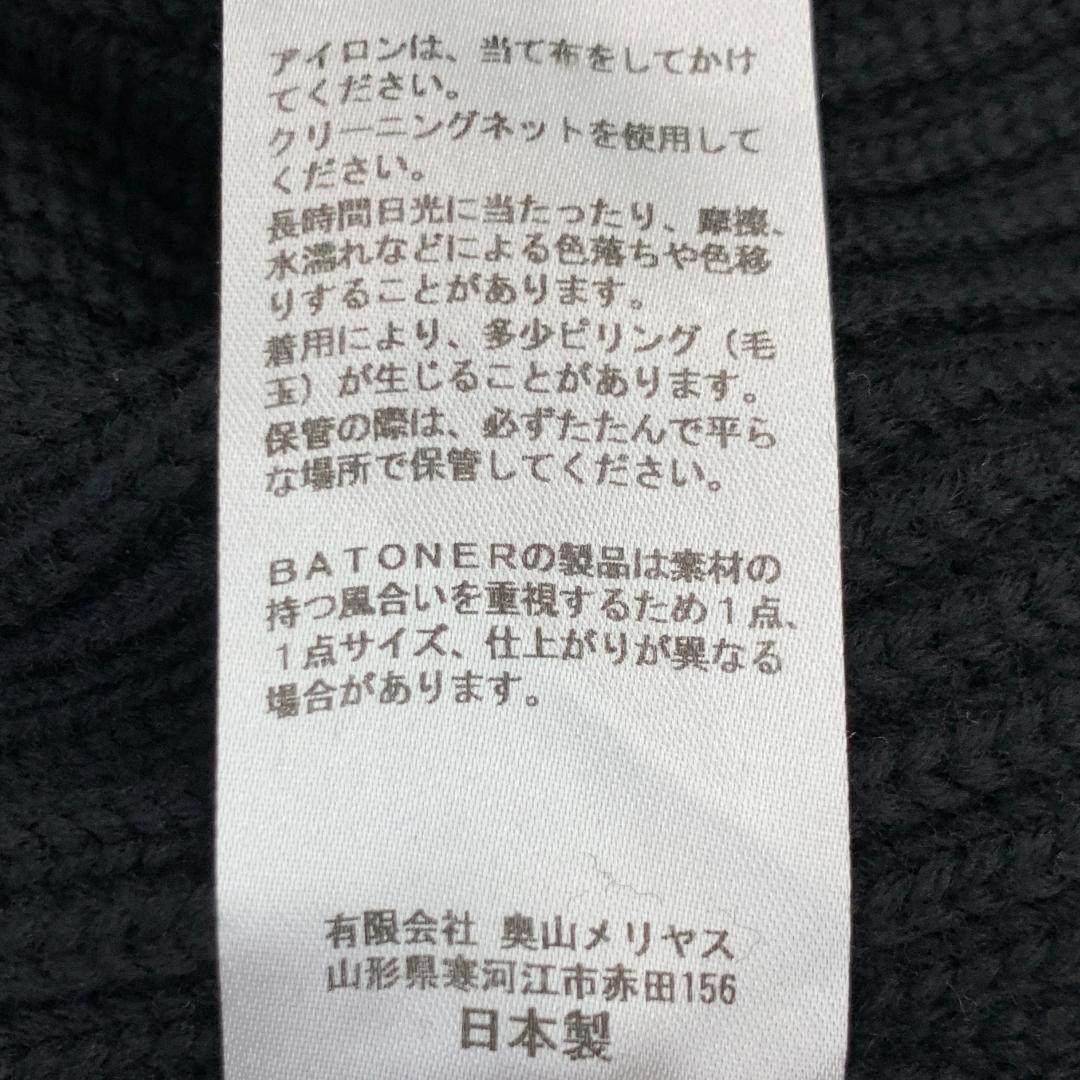 アイロンは、当て布をしてかけ
てください。
クリーニングネットを使用して
ください。
長時間日光に当たったり、摩擦、
水濡れなどによる色落ちや色移
りすることがあります。
着用により、多少ピリング（毛
玉）が生じることがあります。
保管の際は、必ずたたんで平ら
な場所で保管してください。
ＢＡＴＯＮＥＲの製品は素材の
持つ風合いを重視するため１点、
１点サイズ、仕上がりが異なる
場合があります。
有限会社 奥山メリヤス
山形県寒河江市赤田156
日本製